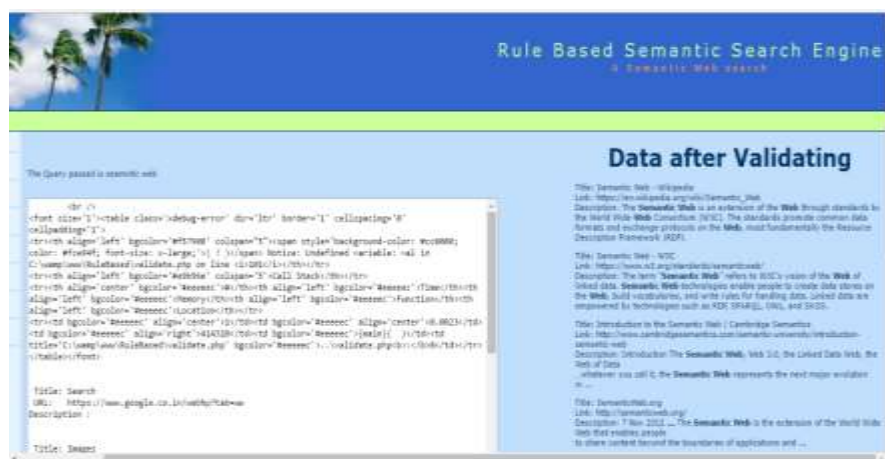 Rule Based Semantic Search Engine
A Semantic Web search
Data after Validating
The Query passed is semantic web
<br />
<font size='1'><table class='xdebug-error' dir='ltr' border='1' cellspacing='0'
cellpadding='1'>
<tr><th align='left' bgcolor='#f57900' colspan="5"><span style='background-color: #cc0000;
color: #fce94f; font-size: x-large;'>( ! )</span> Notice: Undefined variable: val in
C:\wamp\www\RuleBased\validate.php on line <i>101</i></th></tr>
<tr><th align='left' bgcolor='#e9b96e' colspan='5'>Call Stack</th></tr>
<tr><th align='center' bgcolor='#eeeeec'>#</th><th align='left' bgcolor='#eeeeec'>Time</th><th
align='left' bgcolor='#eeeeec'>Memory</th><th align='left' bgcolor='#eeeeec'>Function</th><th
align='left' bgcolor='#eeeeec'>Location</th></tr>
<tr><td bgcolor='#eeeeec' align='center'>1</td><td bgcolor='#eeeeec' align='center'>0.0023</td>
<td bgcolor='#eeeeec' align='right'>414328</td><td bgcolor='#eeeeec'>{main}( )</td><td
title='C:\wamp\www\RuleBased\validate.php' bgcolor='#eeeeec'>..\validate.php<b>:</b>0</td></tr>
</table></font>
Title: Search
URL: https://www.google.co.in/webhp?tab=ww
Description :
Title: Images
Title: Semantic Web - Wikipedia
Link: https://en.wikipedia.org/wiki/Semantic_Web
Description: The Semantic Web is an extension of the Web through standards by
the World Wide Web Consortium (W3C). The standards promote common data
formats and exchange protocols on the Web, most fundamentally the Resource
Description Framework (RDF).
Title: Semantic Web - W3C
Link: https://www.w3.org/standards/semanticweb/
Description: The term "Semantic Web" refers to W3C's vision of the Web of
linked data. Semantic Web technologies enable people to create data stores on
the Web, build vocabularies, and write rules for handling data. Linked data are
empowered by technologies such as RDF, SPARQL, OWL, and SKOS.
Title: Introduction to the Semantic Web | Cambridge Semantics
Link: http://www.cambridgesemantics.com/semantic-university/introduction-
semantic-web
Description: Introduction The Semantic Web, Web 3.0, the Linked Data Web, the
Web of Data
...whatever you call it, the Semantic Web represents the next major evolution
in ...
Title: SemanticWeb.org
Link: http://semanticweb.org/
Description: 7 Nov 2012 ... The Semantic Web is the extension of the World Wide
Web that enables people
to share content beyond the boundaries of applications and ...